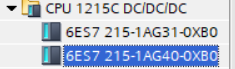 CPU 1215C DC/DC/DC
6ES7 215-1AG31-0XB0
6ES7 215-1AG40-0XB0